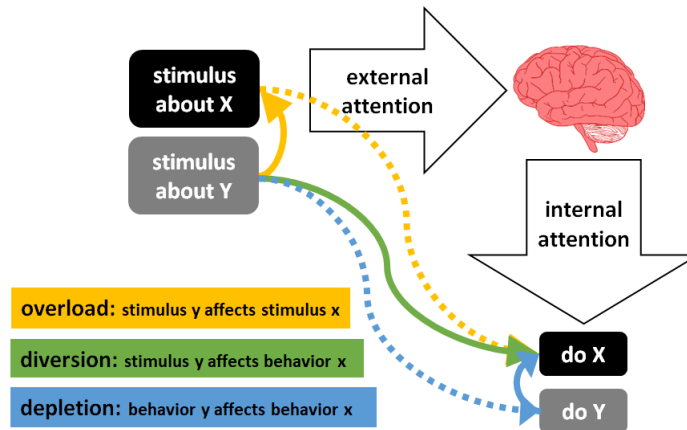 stimulus
about X
external
attention
stimulus
about Y
internal
attention
overload: stimulus y affects stimulus x
diversion: stimulus y affects behavior x
do X
depletion: behavior y affects behavior x
do Y